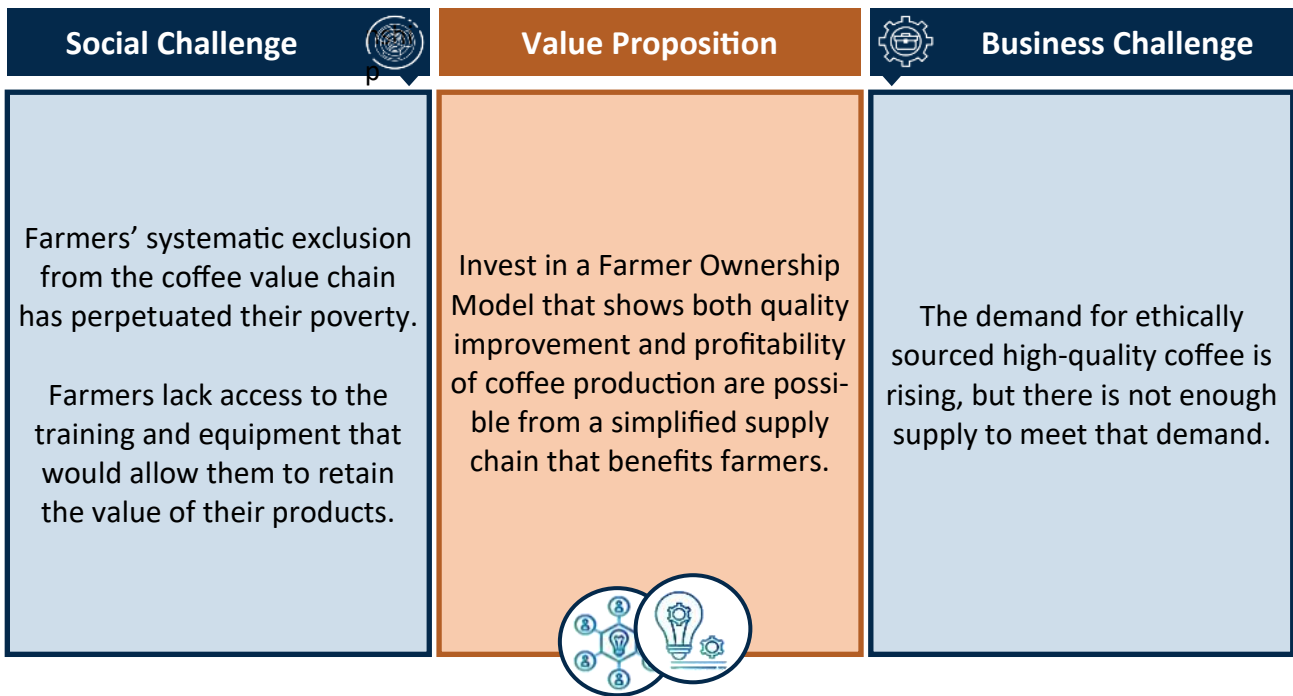 Social Challenge
p
Value Proposition
Business Challenge
Farmers’ systematic exclusion
from the coffee value chain
has perpetuated their poverty.
Farmers lack access to the
training and equipment that
would allow them to retain
the value of their products.
Invest in a Farmer Ownership
Model that shows both quality
improvement and profitability
of coffee production are possi-
ble from a simplified supply
chain that benefits farmers.
The demand for ethically
sourced high-quality coffee is
rising, but there is not enough
supply to meet that demand.